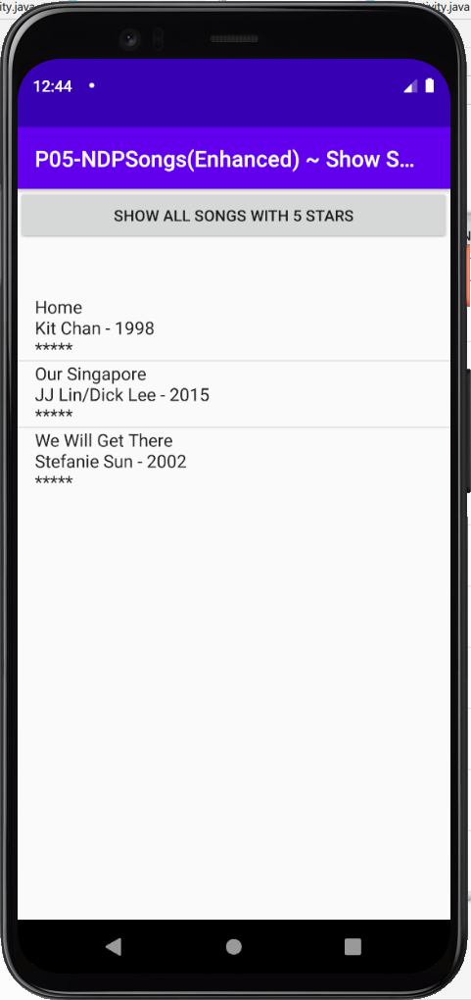 ity.java
tivity.java
12:44
P05-NDPSongs(Enhanced) ~ Show S...
SHOW ALL SONGS WITH 5 STARS
Home
Kit Chan - 1998
*****
Our Singapore
JJ Lin/Dick Lee - 2015
*****
We Will Get There
Stefanie Sun - 2002
*****